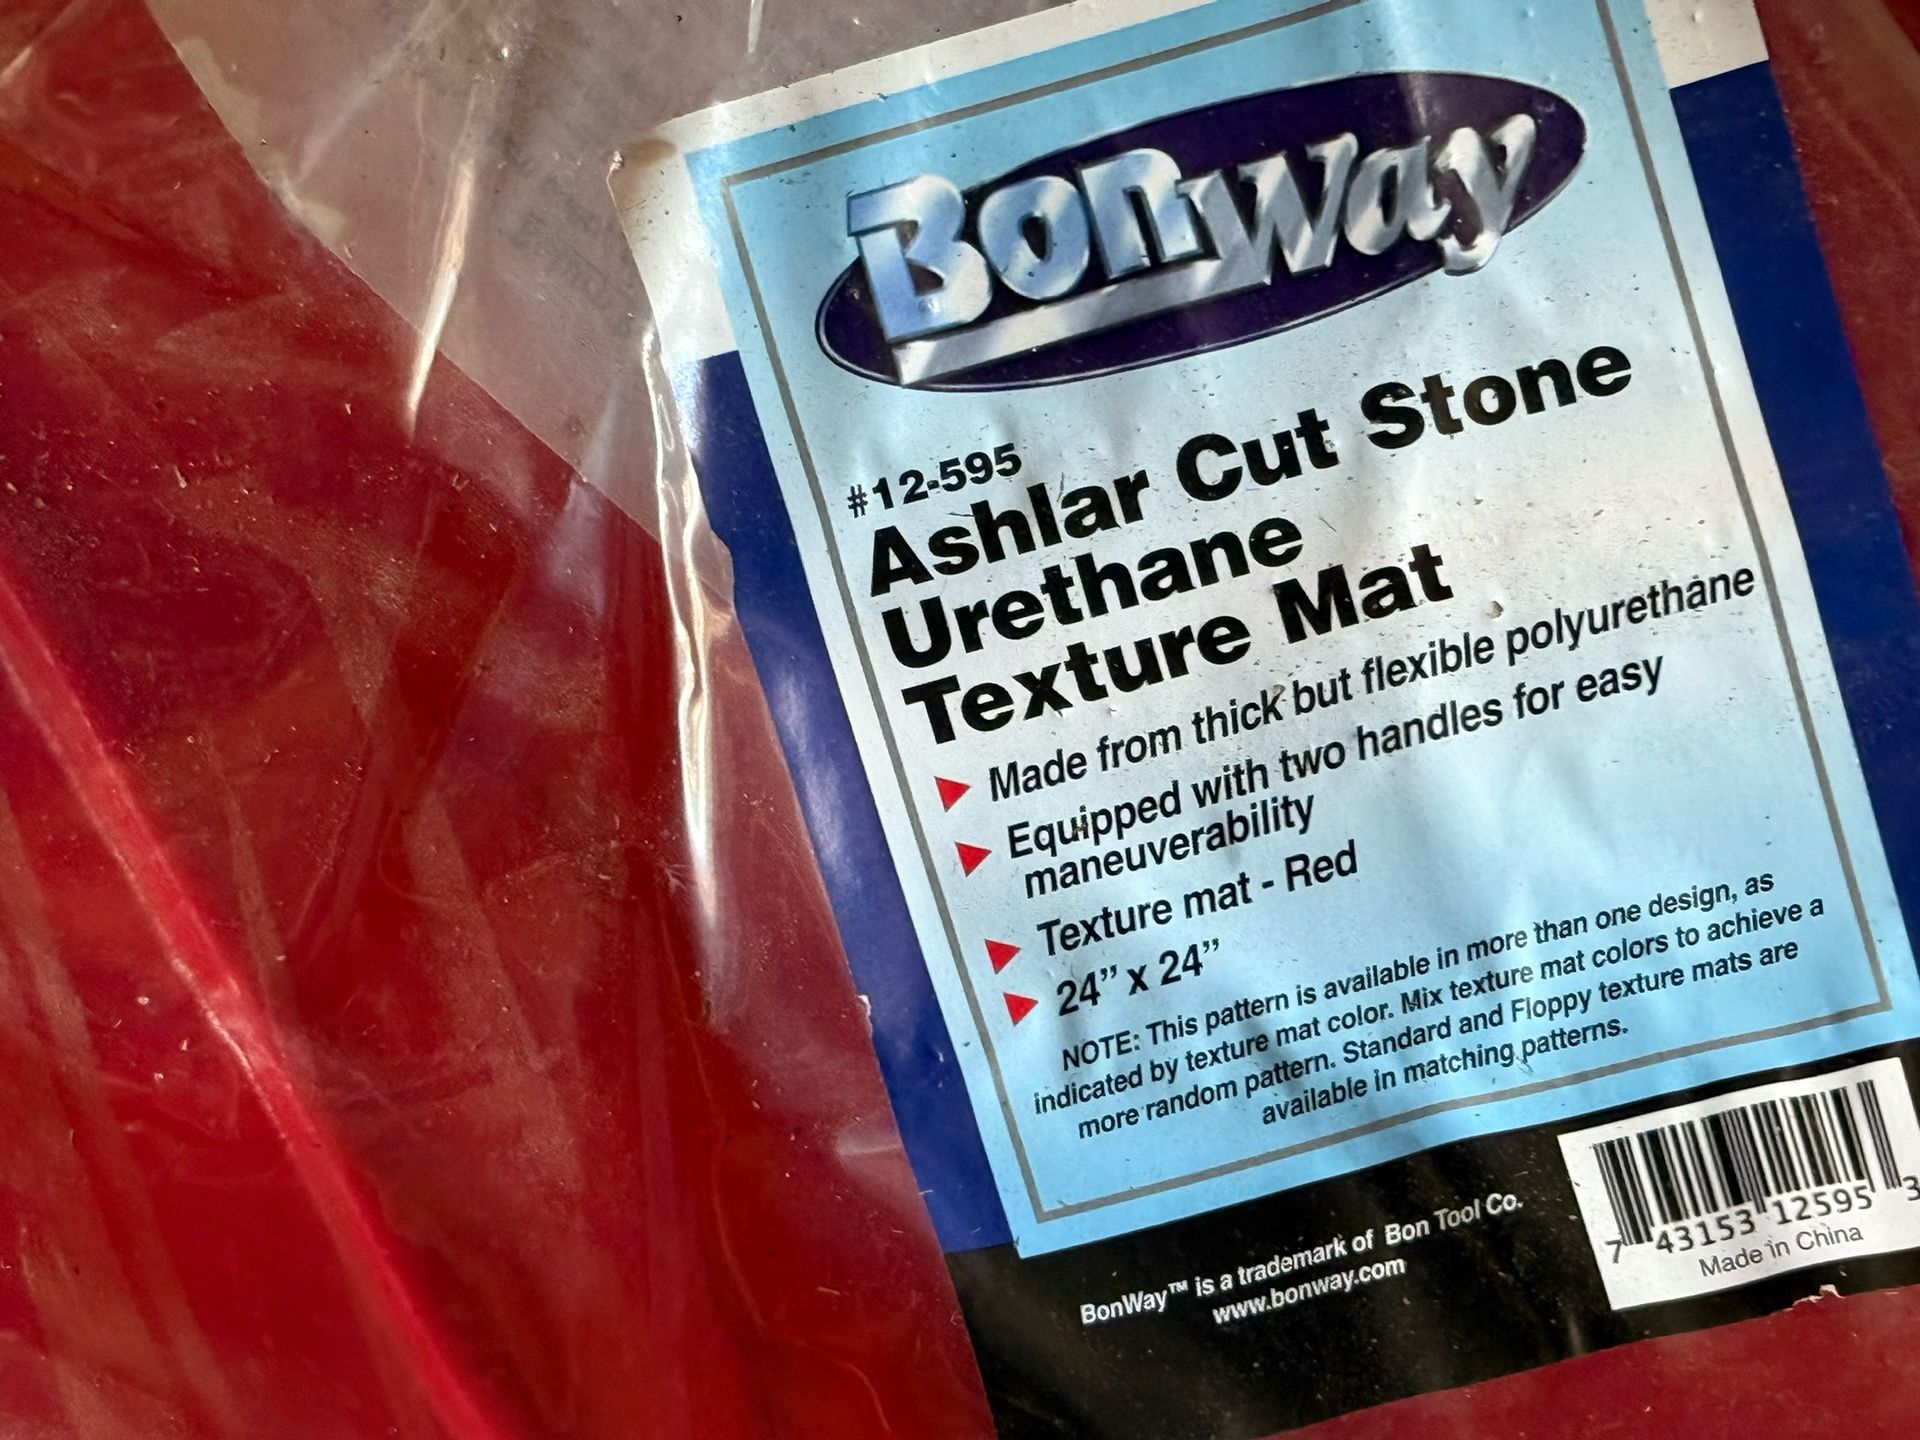 BonWay
#12-595
Ashlar Cut Stone
Urethane
Texture Mat
Made from thick but flexible polyurethane
Equipped with two handles for easy
maneuverability
Texture mat - Red
24” x 24”
NOTE: This pattern is available in more than one design, as
indicated by texture mat color. Mix texture mat colors to achieve a
more random pattern. Standard and Floppy texture mats are
available in matching patterns.
BonWay™ is a trademark of Bon Tool Co.
www.bonway.com
7 43153 12595 3
Made in China